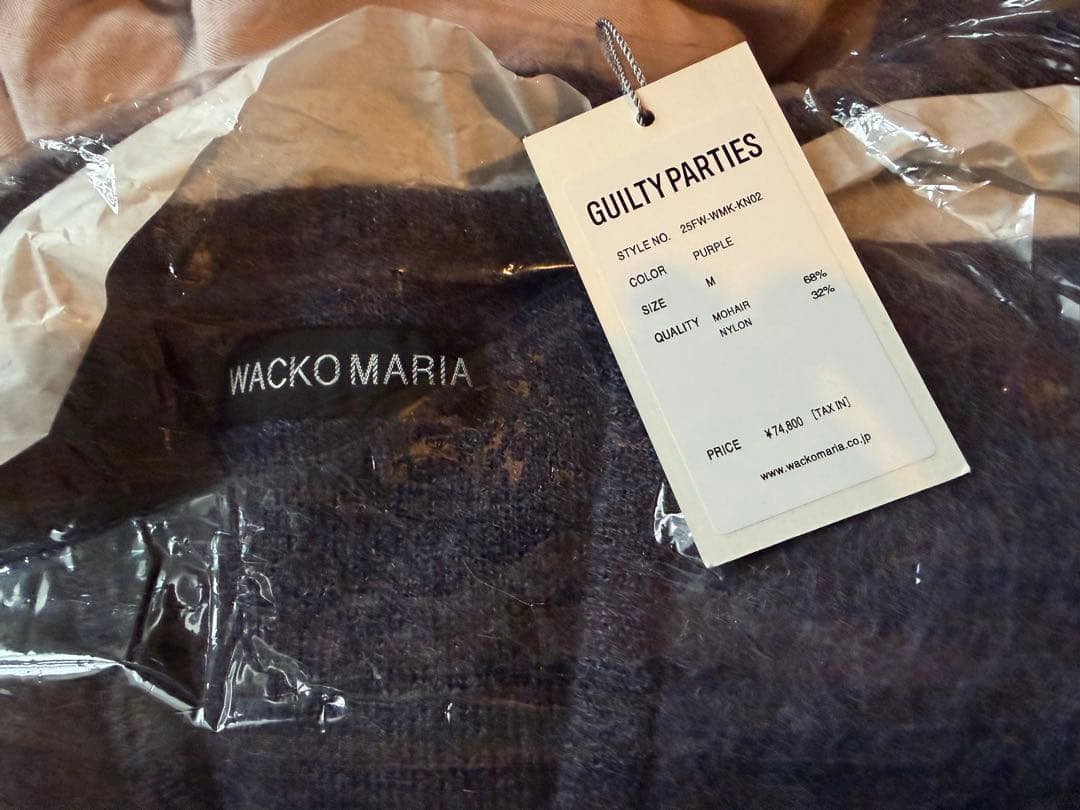 WACKO MARIA
GUILTY PARTIES
STYLE NO. 25FW-WMK-KN02
COLOR PURPLE
SIZE M
QUALITY MOHAIR 68%
NYLON 32%
PRICE ¥74,800 [TAX IN]
www.wackomaria.co.jp